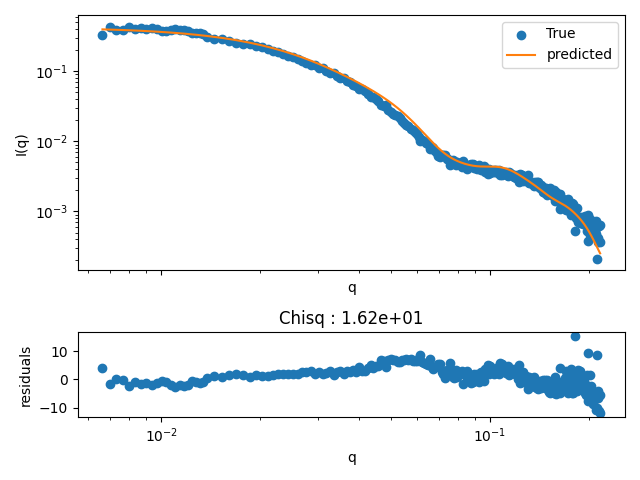 True
predicted
10⁻¹
10⁻²
10⁻³
I(q)
q
Chisq : 1.62e+01
10
0
−10
residuals
10⁻²
10⁻¹
q